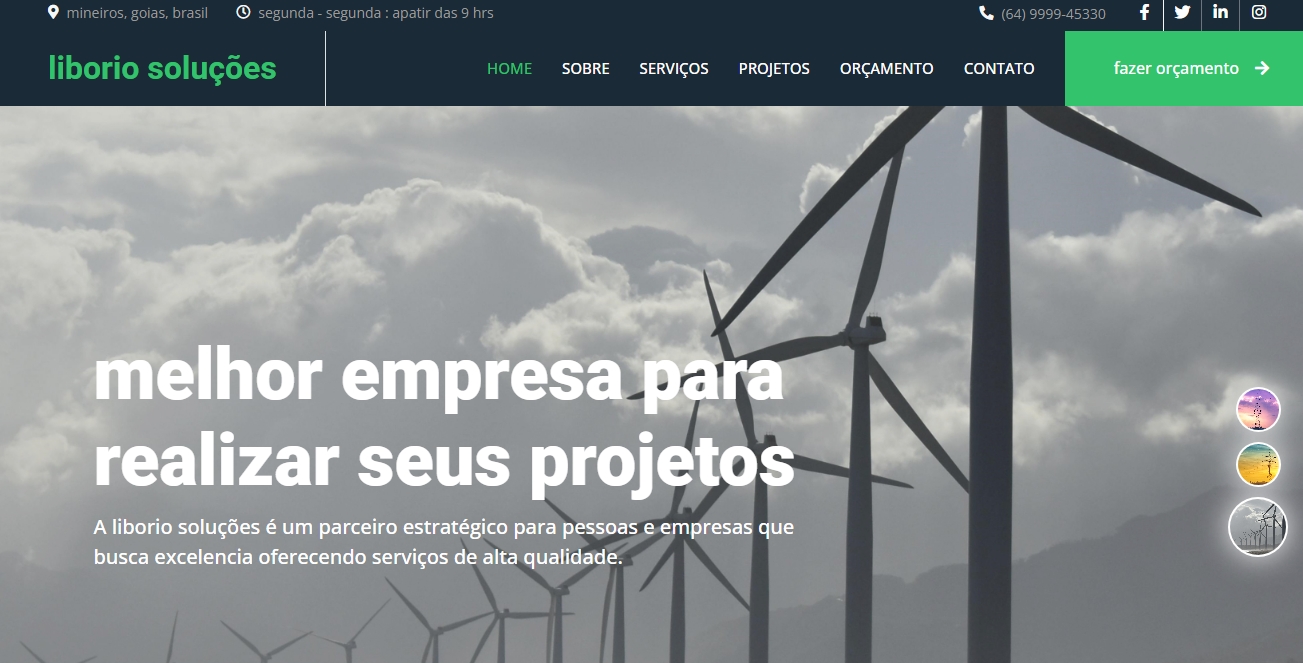 mineiros, goias, brasil segunda - segunda : apatir das 9 hrs (64) 9999-45330
liborio soluções HOME SOBRE SERVIÇOS PROJETOS ORÇAMENTO CONTATO fazer orçamento
melhor empresa para
realizar seus projetos
A liborio soluções é um parceiro estratégico para pessoas e empresas que
busca excelencia oferecendo serviços de alta qualidade.